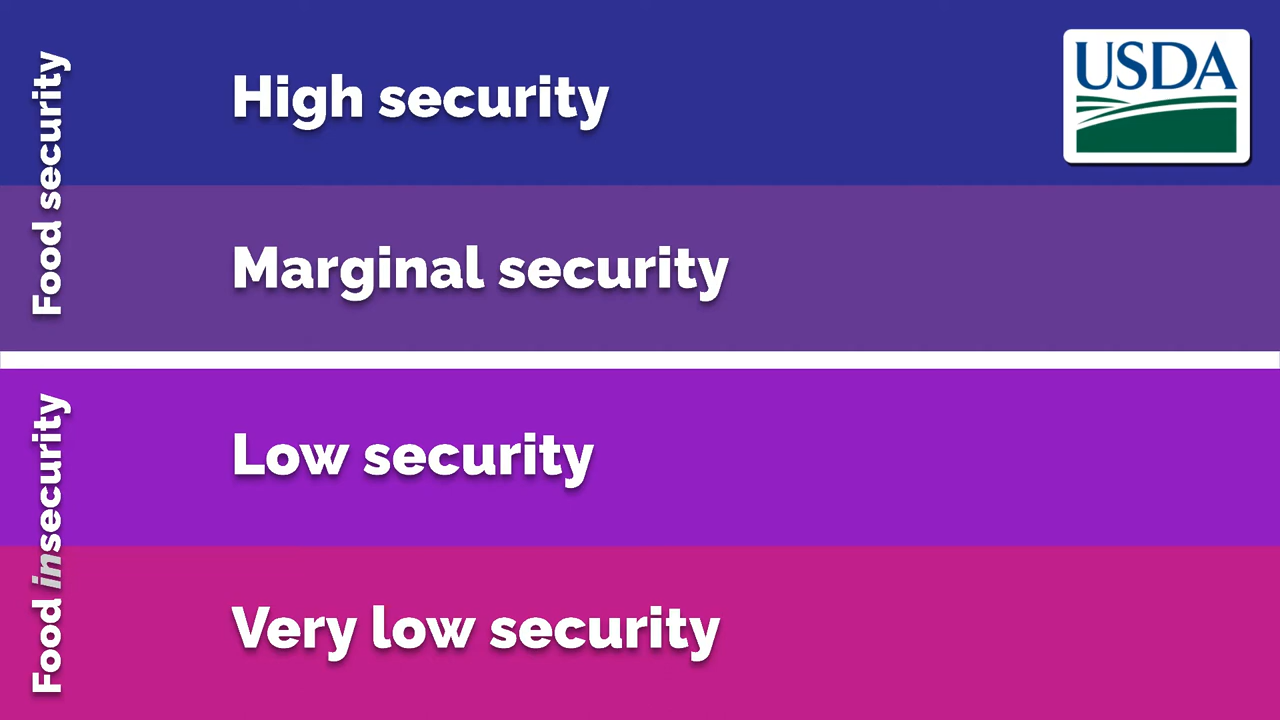 Food security
High security
USDA
Marginal security
Food insecurity
Low security
Very low security